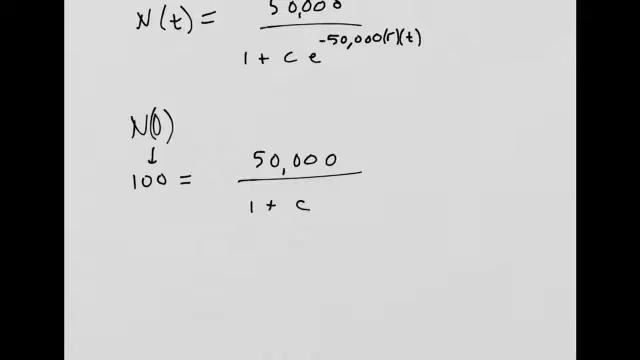 N(t) = 50,000
1 + c e^-50,000(r)(t)
N(0)
↓
100 = 50,000
1 + c